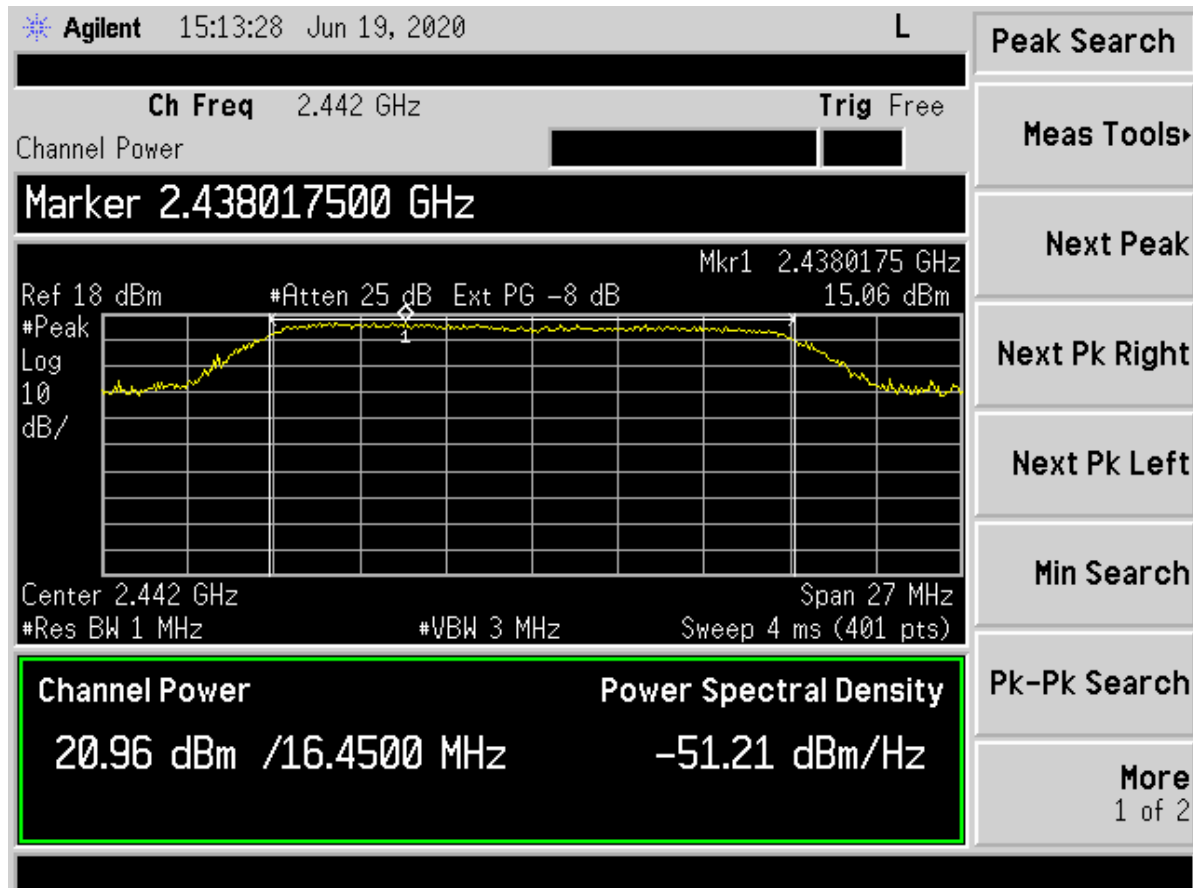 Agilent 15:13:28 Jun 19, 2020 L
Ch Freq 2.442 GHz Trig Free
Channel Power
Marker 2.438017500 GHz
Mkr1 2.4380175 GHz
Ref 18 dBm #Atten 25 dB Ext PG -8 dB 15.06 dBm
#Peak
Log
10
dB/
1
Center 2.442 GHz Span 27 MHz
#Res BW 1 MHz #VBW 3 MHz Sweep 4 ms (401 pts)
Channel Power Power Spectral Density
20.96 dBm /16.4500 MHz -51.21 dBm/Hz
Peak Search
Meas Tools▸
Next Peak
Next Pk Right
Next Pk Left
Min Search
Pk-Pk Search
More
1 of 2